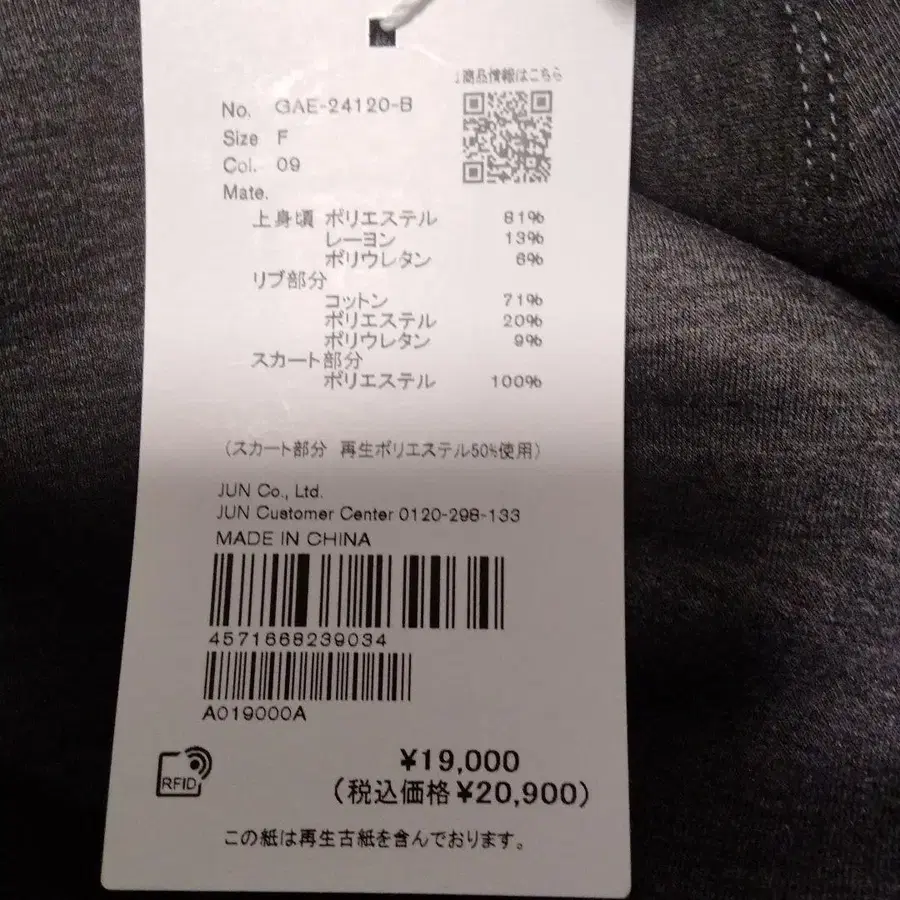 ↓商品情報はこちら
No. GAE-24120-B
Size F
Col. 09
Mate.
上身頃 ポリエステル 81%
レーヨン 13%
ポリウレタン 6%
リブ部分
コットン 71%
ポリエステル 20%
ポリウレタン 9%
スカート部分
ポリエステル 100%
(スカート部分 再生ポリエステル50%使用)
JUN Co., Ltd.
JUN Customer Center 0120-298-133
MADE IN CHINA
4571668239034
A019000A
RFID
¥19,000
(税込価格¥20,900)
この紙は再生古紙を含んでおります。